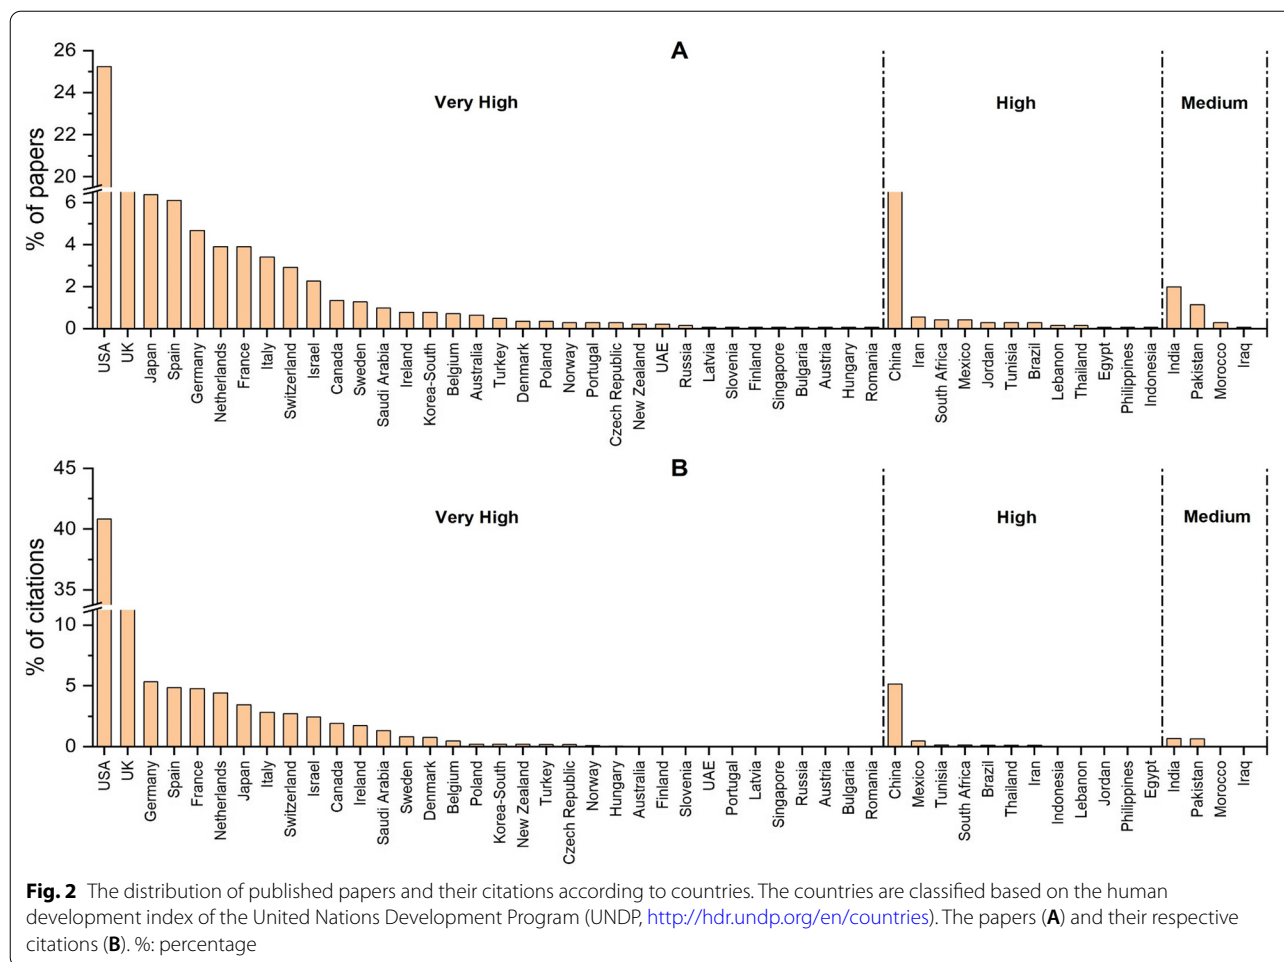 A
26
24
22
20
6
4
2
0
% of papers
Very High
High
Medium
USA
UK
Japan
Spain
Germany
Netherlands
France
Italy
Switzerland
Israel
Canada
Sweden
Saudi Arabia
Ireland
Korea-South
Belgium
Australia
Turkey
Denmark
Poland
Norway
Portugal
Czech Republic
New Zealand
UAE
Russia
Latvia
Slovenia
Finland
Singapore
Bulgaria
Austria
Hungary
Romania
China
Iran
South Africa
Mexico
Jordan
Tunisia
Brazil
Lebanon
Thailand
Egypt
Philippines
Indonesia
India
Pakistan
Morocco
Iraq
B
45
40
35
10
5
0
% of citations
Very High
High
Medium
USA
UK
Germany
Spain
France
Netherlands
Japan
Italy
Switzerland
Israel
Canada
Ireland
Saudi Arabia
Sweden
Denmark
Belgium
Poland
Korea-South
New Zealand
Turkey
Czech Republic
Norway
Hungary
Australia
Finland
Slovenia
UAE
Portugal
Latvia
Singapore
Russia
Austria
Bulgaria
Romania
China
Mexico
Tunisia
South Africa
Brazil
Thailand
Iran
Indonesia
Lebanon
Jordan
Philippines
Egypt
India
Pakistan
Morocco
Iraq
Fig. 2 The distribution of published papers and their citations according to countries. The countries are classified based on the human
development index of the United Nations Development Program (UNDP, http://hdr.undp.org/en/countries). The papers (A) and their respective
citations (B). %: percentage